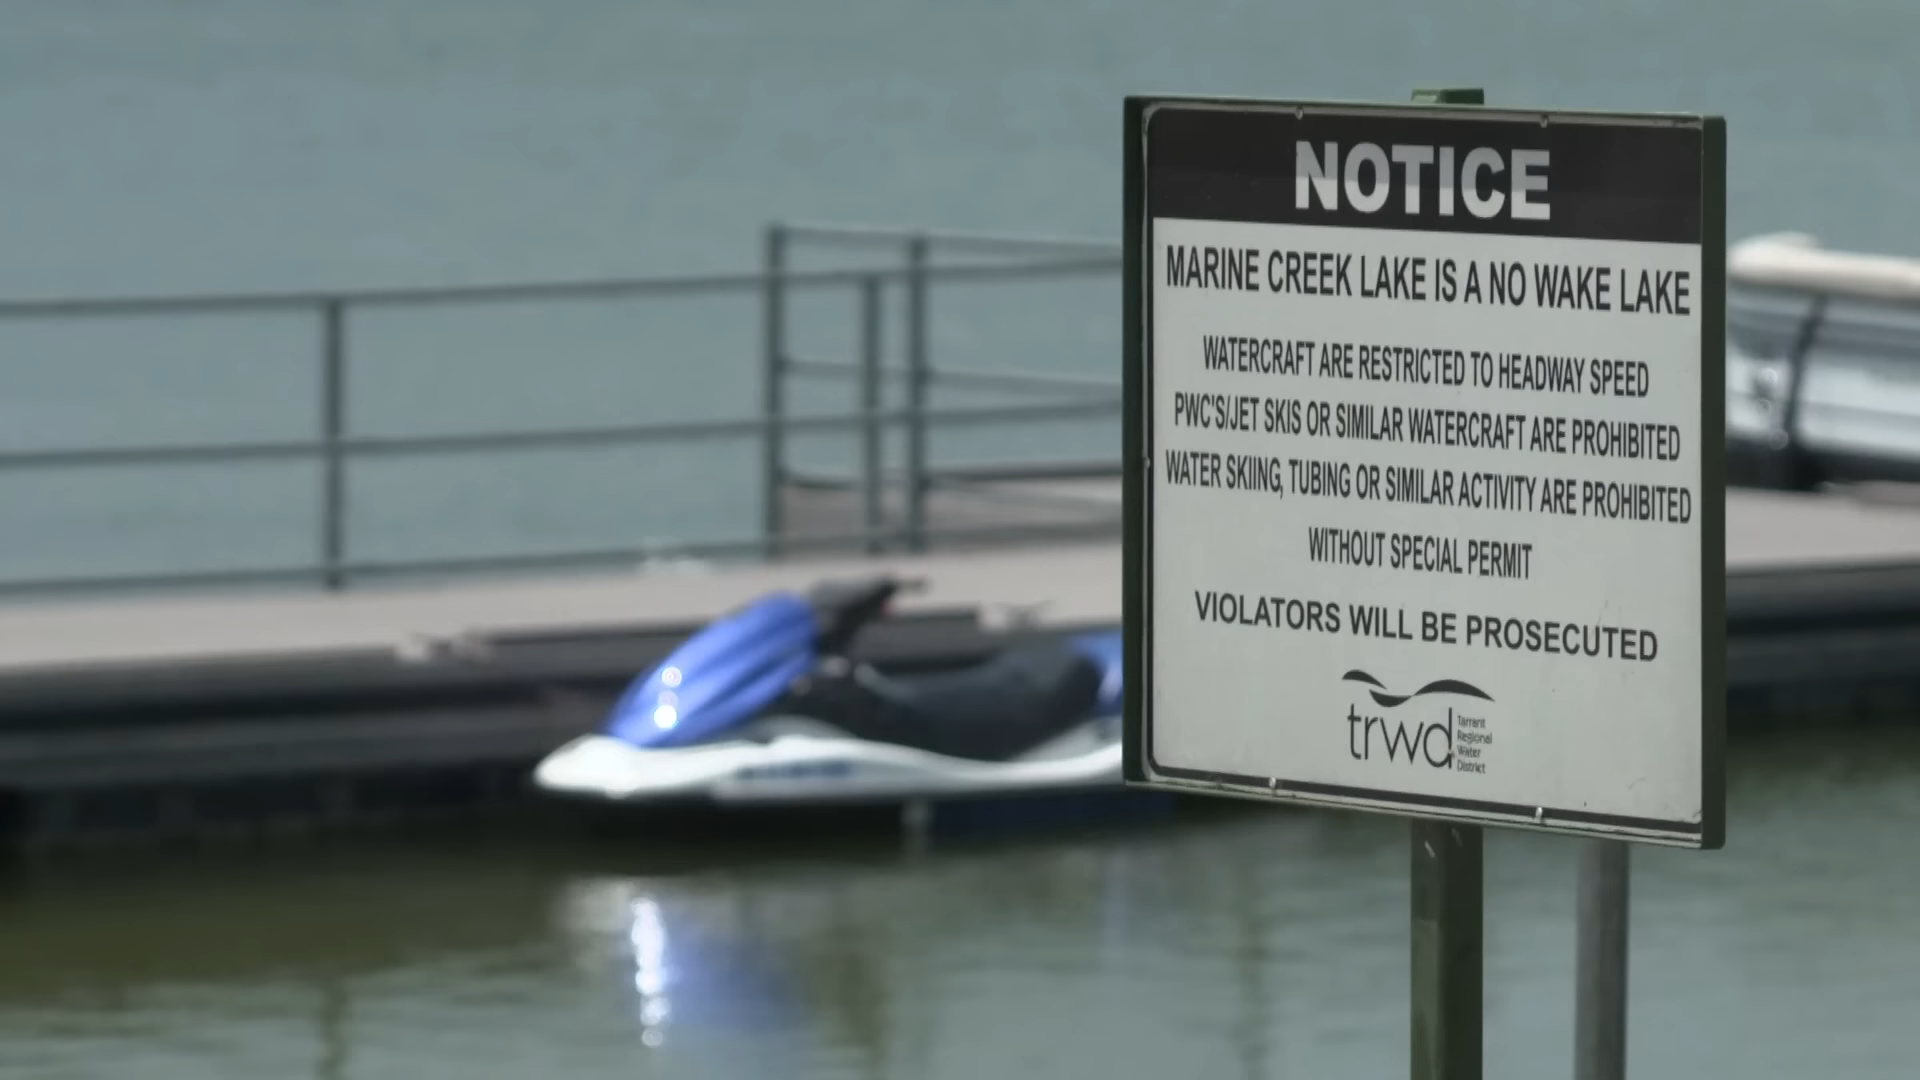 NOTICE
MARINE CREEK LAKE IS A NO WAKE LAKE
WATERCRAFT ARE RESTRICTED TO HEADWAY SPEED
PWC'S/JET SKIS OR SIMILAR WATERCRAFT ARE PROHIBITED
WATER SKIING, TUBING OR SIMILAR ACTIVITY ARE PROHIBITED
WITHOUT SPECIAL PERMIT
VIOLATORS WILL BE PROSECUTED
trwd
Tarrant
Regional
Water
District